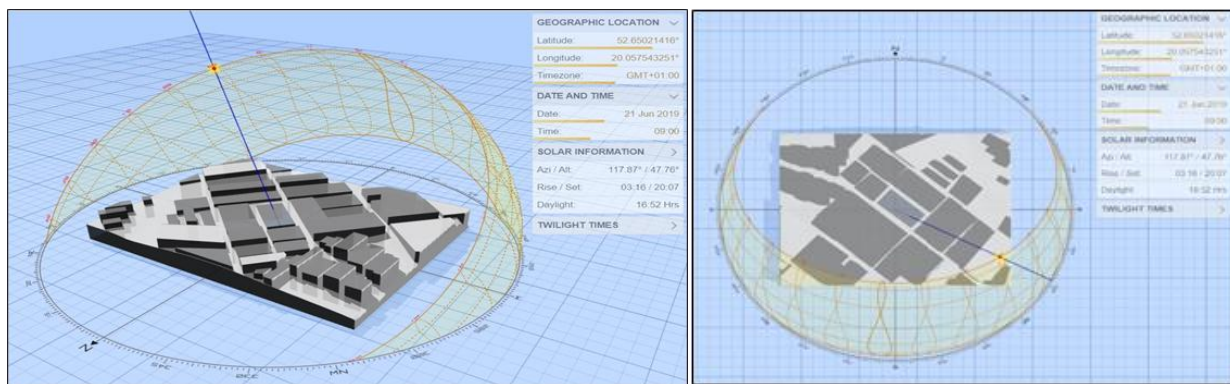 GEOGRAPHIC LOCATION
Latitude: 52.65021416°
Longitude: 20.057543251°
Timezone: GMT+01:00
DATE AND TIME
Date: 21 Jun 2019
Time: 09:00
SOLAR INFORMATION
Azi / Alt: 117.87° / 47.76°
Rise / Set: 03:16 / 20:07
Daylight: 16:52 Hrs
TWILIGHT TIMES
N
GEOGRAPHIC LOCATION
Latitude: 52.65021416°
Longitude: 20.057543251°
Timezone: GMT+01:00
DATE AND TIME
Date: 21 Jun 2019
Time: 09:00
SOLAR INFORMATION
Azi / Alt: 117.87° / 47.76°
Rise / Set: 03:16 / 20:07
Daylight: 16:52 Hrs
TWILIGHT TIMES
N